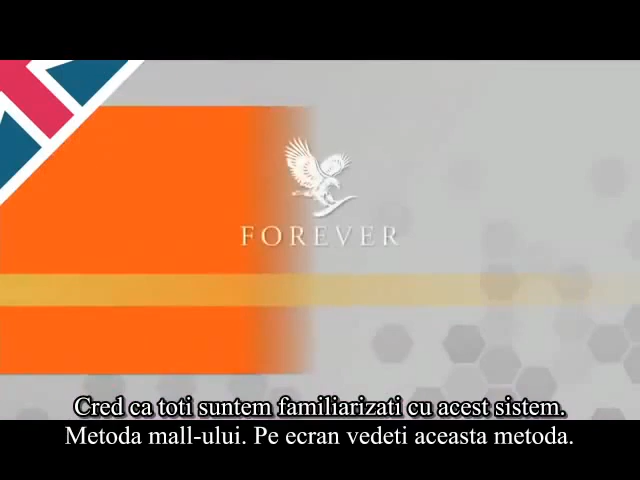 FOREVER
Cred ca toti suntem familiarizati cu acest sistem.
Metoda mall-ului. Pe ecran vedeti aceasta metoda.